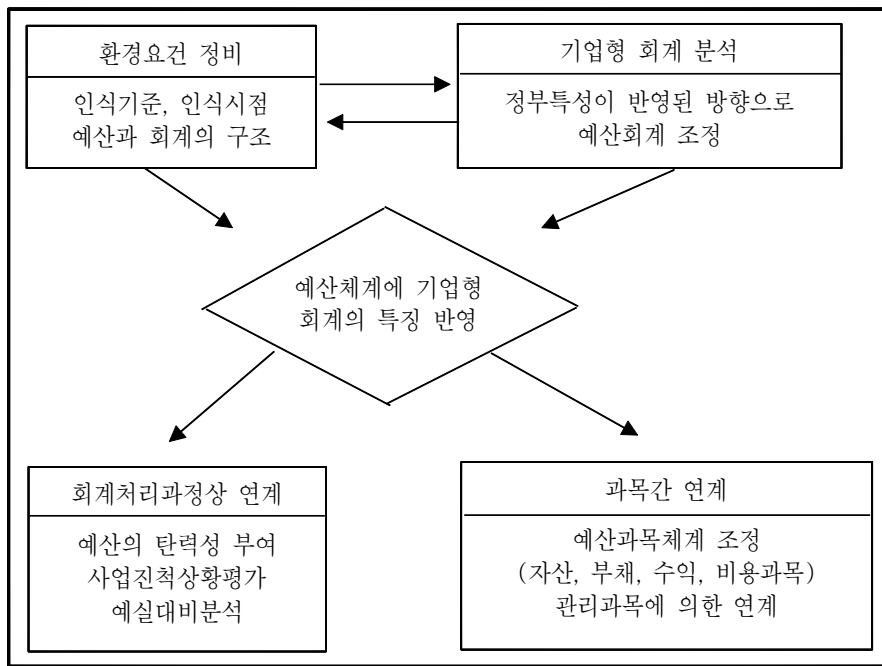 환경요건 정비
인식기준, 인식시점
예산과 회계의 구조
기업형 회계 분석
정부특성이 반영된 방향으로
예산회계 조정
예산체계에 기업형
회계의 특징 반영
회계처리과정상 연계
예산의 탄력성 부여
사업진척상황평가
예실대비분석
과목간 연계
예산과목체계 조정
(자산, 부채, 수익, 비용과목)
관리과목에 의한 연계